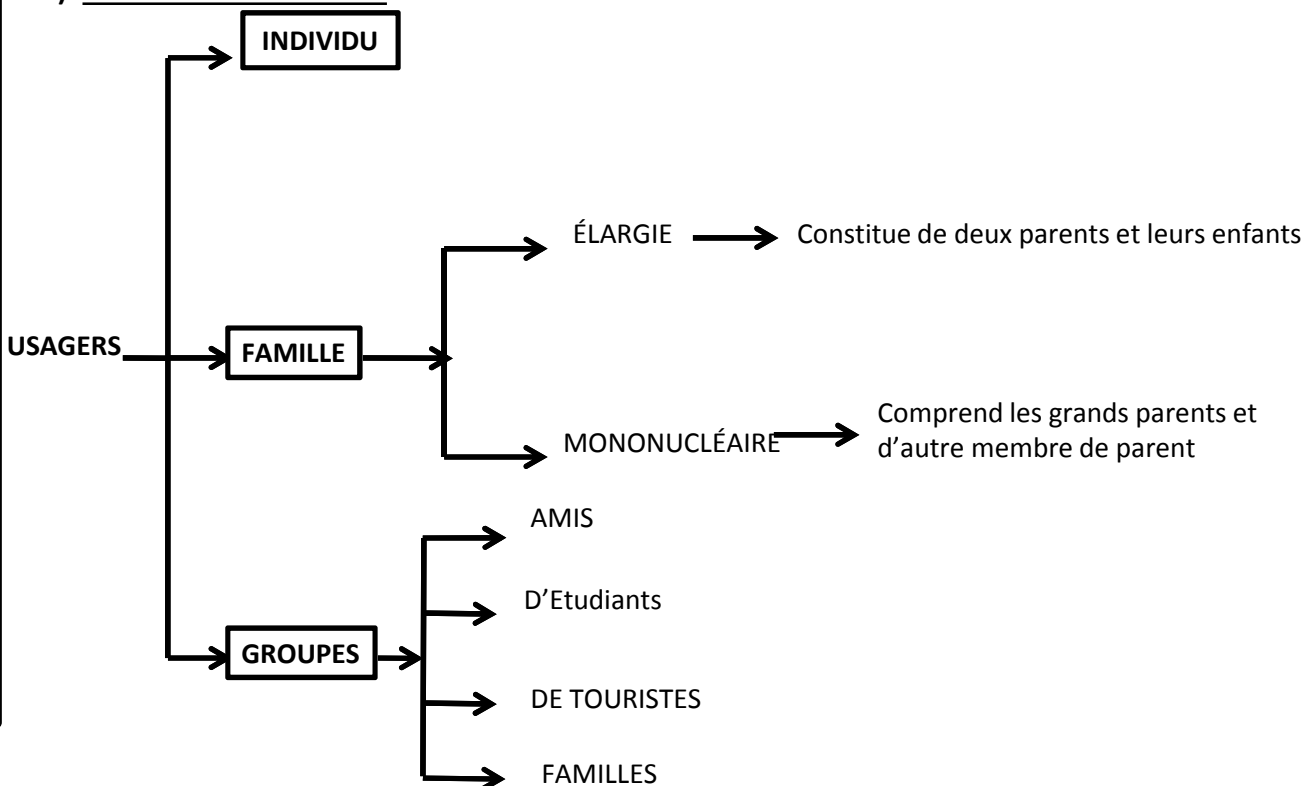 INDIVIDU
ÉLARGIE
Constitue de deux parents et leurs enfants
USAGERS
FAMILLE
MONONUCLÉAIRE
Comprend les grands parents et
d’autre membre de parent
AMIS
D’Etudiants
GROUPES
DE TOURISTES
FAMILLES